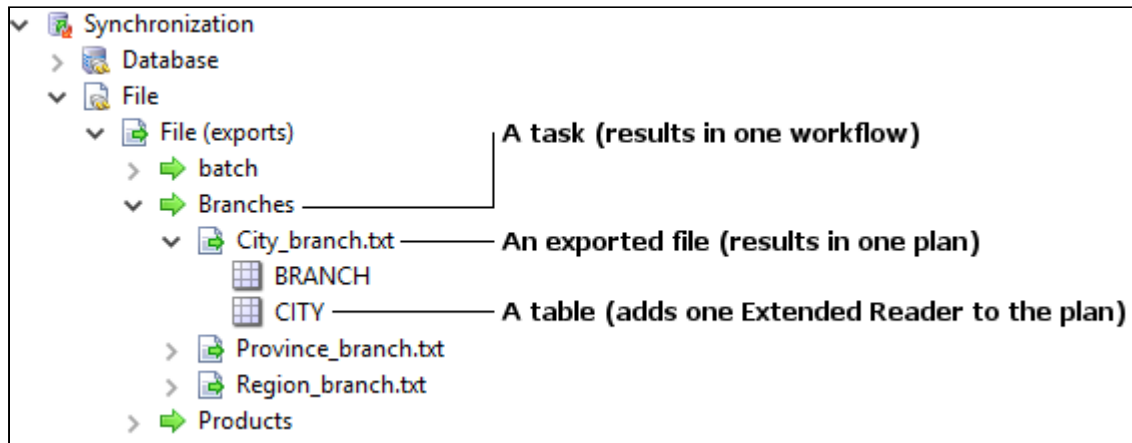 Synchronization
Database
File
File (exports) A task (results in one workflow)
batch
Branches
City_branch.txt An exported file (results in one plan)
BRANCH
CITY A table (adds one Extended Reader to the plan)
Province_branch.txt
Region_branch.txt
Products